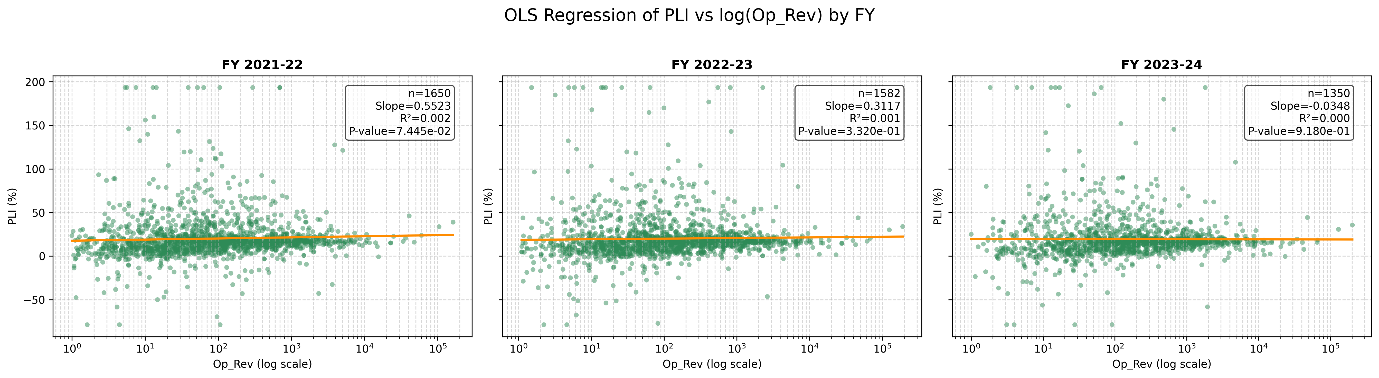 OLS Regression of PLI vs log(Op_Rev) by FY
FY 2021-22
PLI (%)
200
150
100
50
0
−50
n=1650
Slope=0.5523
R²=0.002
P-value=7.445e-02
10⁰
10¹
10²
10³
10⁴
10⁵
Op_Rev (log scale)
FY 2022-23
PLI (%)
n=1582
Slope=0.3117
R²=0.001
P-value=3.320e-01
10⁰
10¹
10²
10³
10⁴
10⁵
Op_Rev (log scale)
FY 2023-24
PLI (%)
n=1350
Slope=-0.0348
R²=0.000
P-value=9.180e-01
10⁰
10¹
10²
10³
10⁴
10⁵
Op_Rev (log scale)